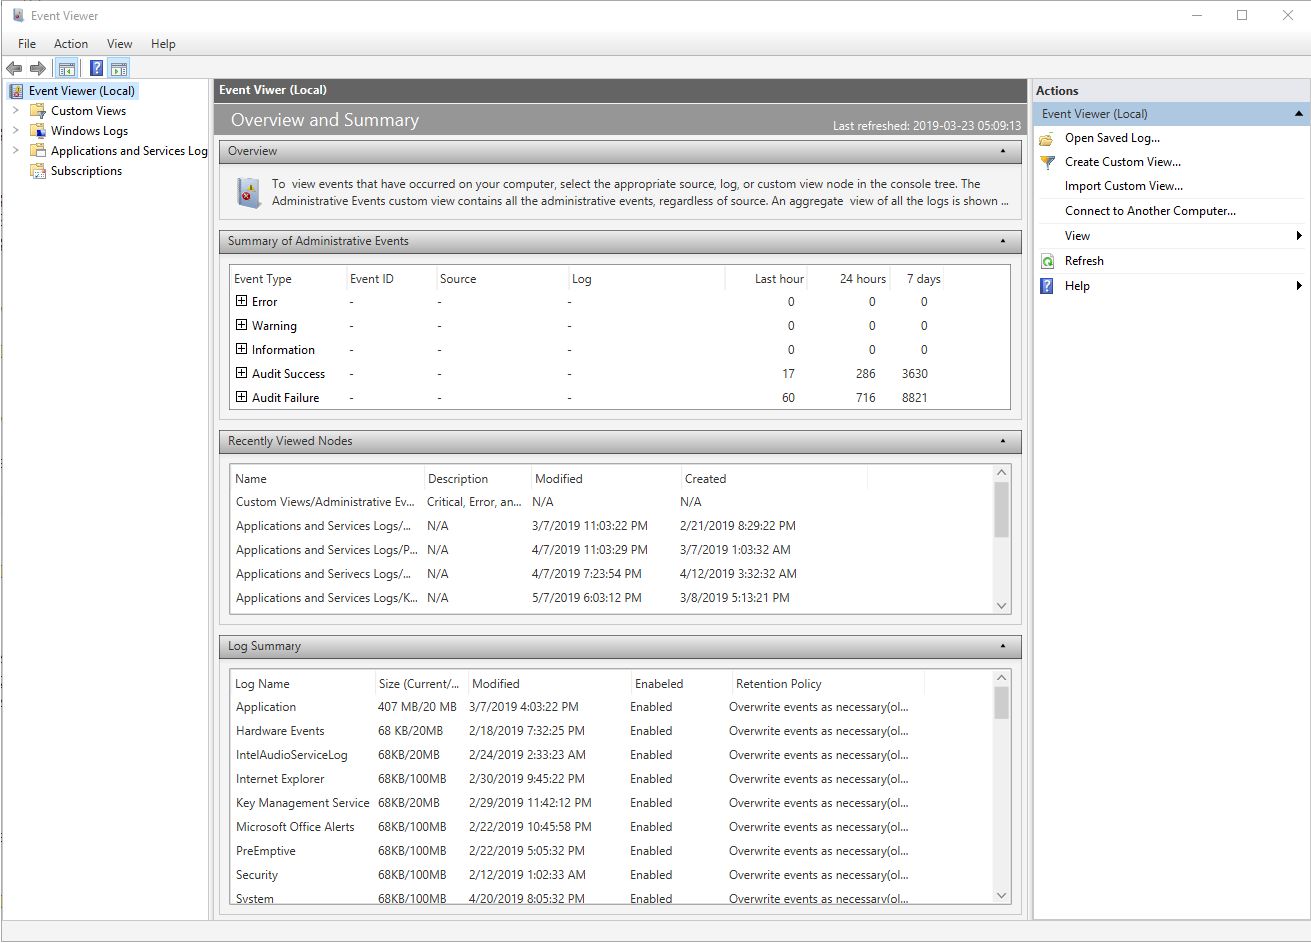 Event Viewer
File Action View Help
Event Viewer (Local)
Custom Views
Windows Logs
Applications and Services Log
Subscriptions
Event Viwer (Local)
Overview and Summary Last refreshed: 2019-03-23 05:09:13
Overview
To view events that have occurred on your computer, select the appropriate source, log, or custom view node in the console tree. The
Administrative Events custom view contains all the administrative events, regardless of source. An aggregate view of all the logs is shown ...
Summary of Administrative Events
Event Type Event ID Source Log Last hour 24 hours 7 days
Error - - - 0 0 0
Warning - - - 0 0 0
Information - - - 0 0 0
Audit Success - - - 17 286 3630
Audit Failure - - - 60 716 8821
Recently Viewed Nodes
Name Description Modified Created
Custom Views/Administrative Ev... Critical, Error, an... N/A N/A
Applications and Services Logs/... N/A 3/7/2019 11:03:22 PM 2/21/2019 8:29:22 PM
Applications and Services Logs/P... N/A 4/7/2019 11:03:29 PM 3/7/2019 1:03:32 AM
Applications and Serivecs Logs/... N/A 4/7/2019 7:23:54 PM 4/12/2019 3:32:32 AM
Applications and Services Logs/K... N/A 5/7/2019 6:03:12 PM 3/8/2019 5:13:21 PM
Log Summary
Log Name Size (Current/... Modified Enabeled Retention Policy
Application 407 MB/20 MB 3/7/2019 4:03:22 PM Enabled Overwrite events as necessary(ol...
Hardware Events 68 KB/20MB 2/18/2019 7:32:25 PM Enabled Overwrite events as necessary(ol...
IntelAudioServiceLog 68KB/20MB 2/24/2019 2:33:23 AM Enabled Overwrite events as necessary(ol...
Internet Explorer 68KB/100MB 2/30/2019 9:45:22 PM Enabled Overwrite events as necessary(ol...
Key Management Service 68KB/20MB 2/29/2019 11:42:12 PM Enabled Overwrite events as necessary(ol...
Microsoft Office Alerts 68KB/100MB 2/22/2019 10:45:58 PM Enabled Overwrite events as necessary(ol...
PreEmptive 68KB/100MB 2/22/2019 5:05:32 PM Enabled Overwrite events as necessary(ol...
Security 68KB/100MB 2/12/2019 1:02:33 AM Enabled Overwrite events as necessary(ol...
System 68KB/100MB 4/20/2019 8:05:32 PM Enabled Overwrite events as necessary(ol...
Actions
Event Viewer (Local)
Open Saved Log...
Create Custom View...
Import Custom View...
Connect to Another Computer...
View
Refresh
Help